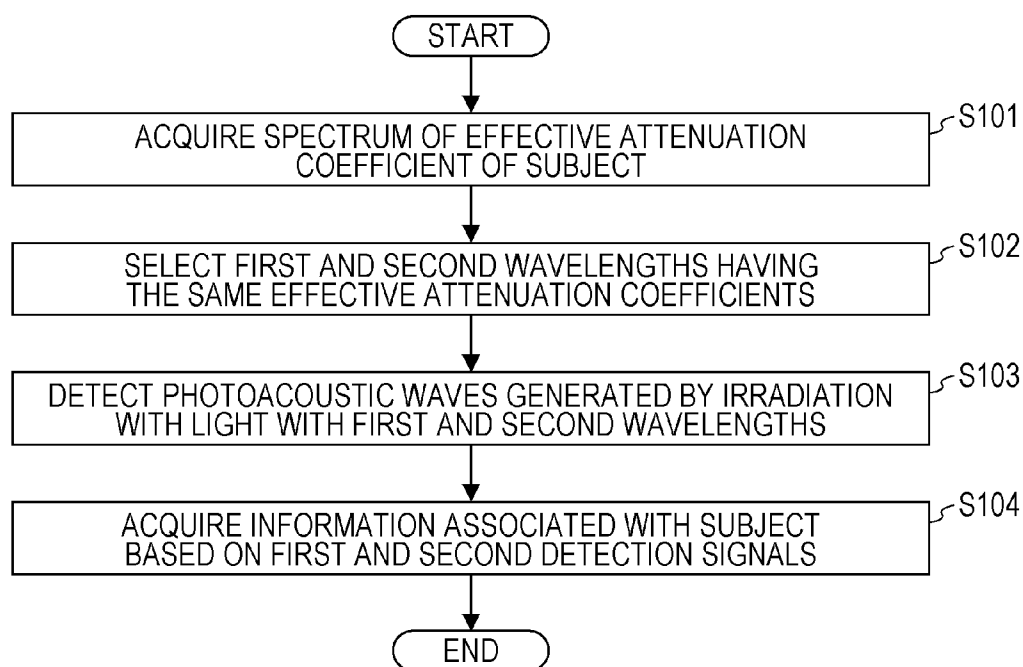 START
ACQUIRE SPECTRUM OF EFFECTIVE ATTENUATION
COEFFICIENT OF SUBJECT
S101
SELECT FIRST AND SECOND WAVELENGTHS HAVING
THE SAME EFFECTIVE ATTENUATION COEFFICIENTS
S102
DETECT PHOTOACOUSTIC WAVES GENERATED BY IRRADIATION
WITH LIGHT WITH FIRST AND SECOND WAVELENGTHS
S103
ACQUIRE INFORMATION ASSOCIATED WITH SUBJECT
BASED ON FIRST AND SECOND DETECTION SIGNALS
S104
END